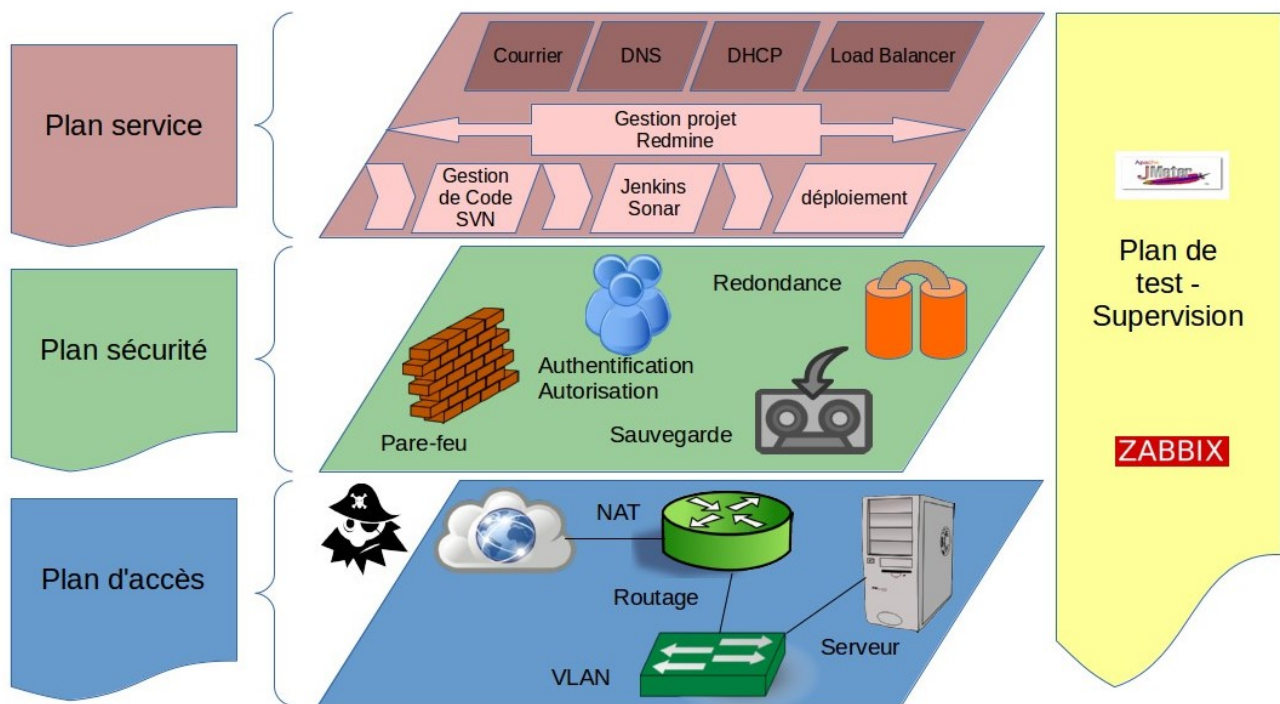 Plan service
Courrier
DNS
DHCP
Load Balancer
Gestion projet
Redmine
Gestion
de Code
SVN
Jenkins
Sonar
déploiement
Plan sécurité
Pare-feu
Authentification
Autorisation
Redondance
Sauvegarde
Plan d'accès
NAT
Routage
VLAN
Serveur
Apache
JMeter
Plan de
test -
Supervision
ZABBIX